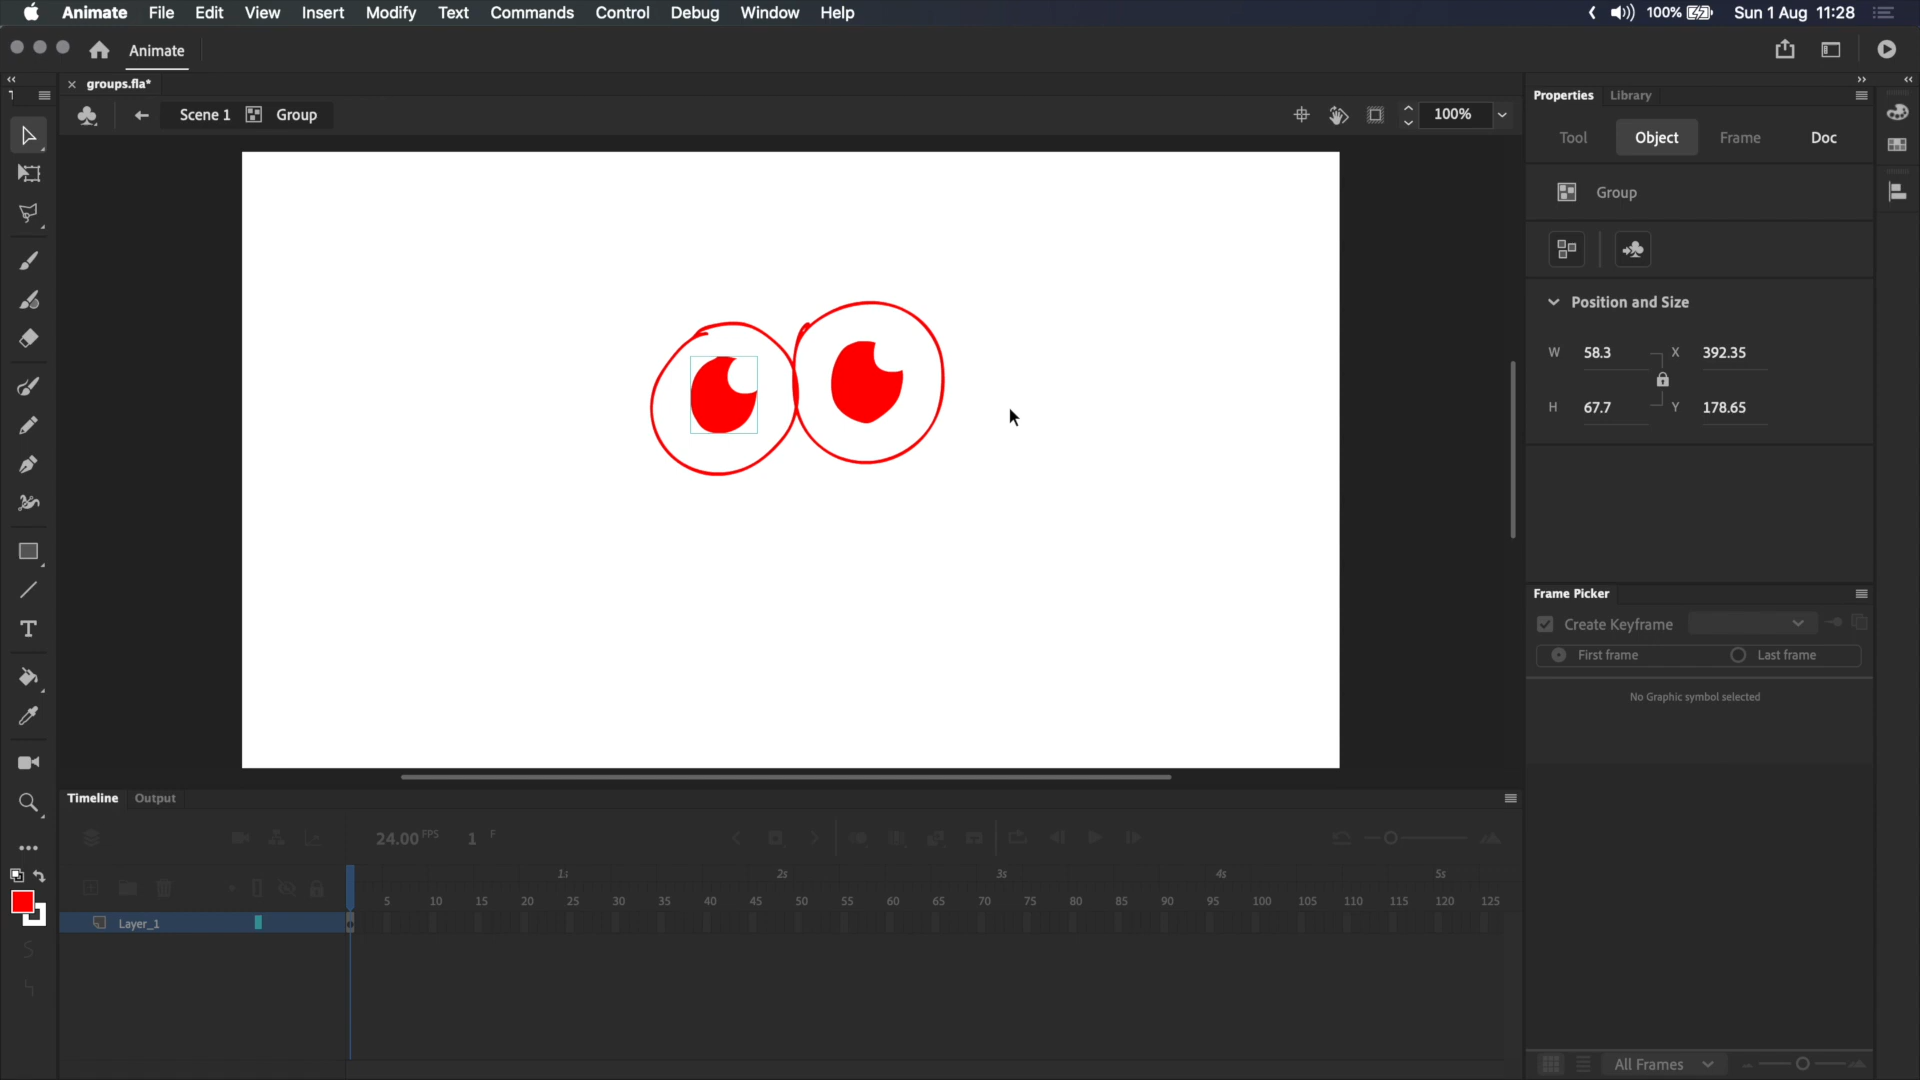 Animate File Edit View Insert Modify Text Commands Control Debug Window Help
100% Sun 1 Aug 11:28
Animate
groups.fla*
Scene 1 Group
100%
Properties Library
Tool Object Frame Doc
Group
Position and Size
W 58.3 X 392.35
H 67.7 Y 178.65
Frame Picker
Create Keyframe
First frame Last frame
No Graphic symbol selected
Timeline Output
24.00 FPS 1 F
1s 2s 3s 4s 5s
5 10 15 20 25 30 35 40 45 50 55 60 65 70 75 80 85 90 95 100 105 110 115 120 125
Layer_1
All Frames